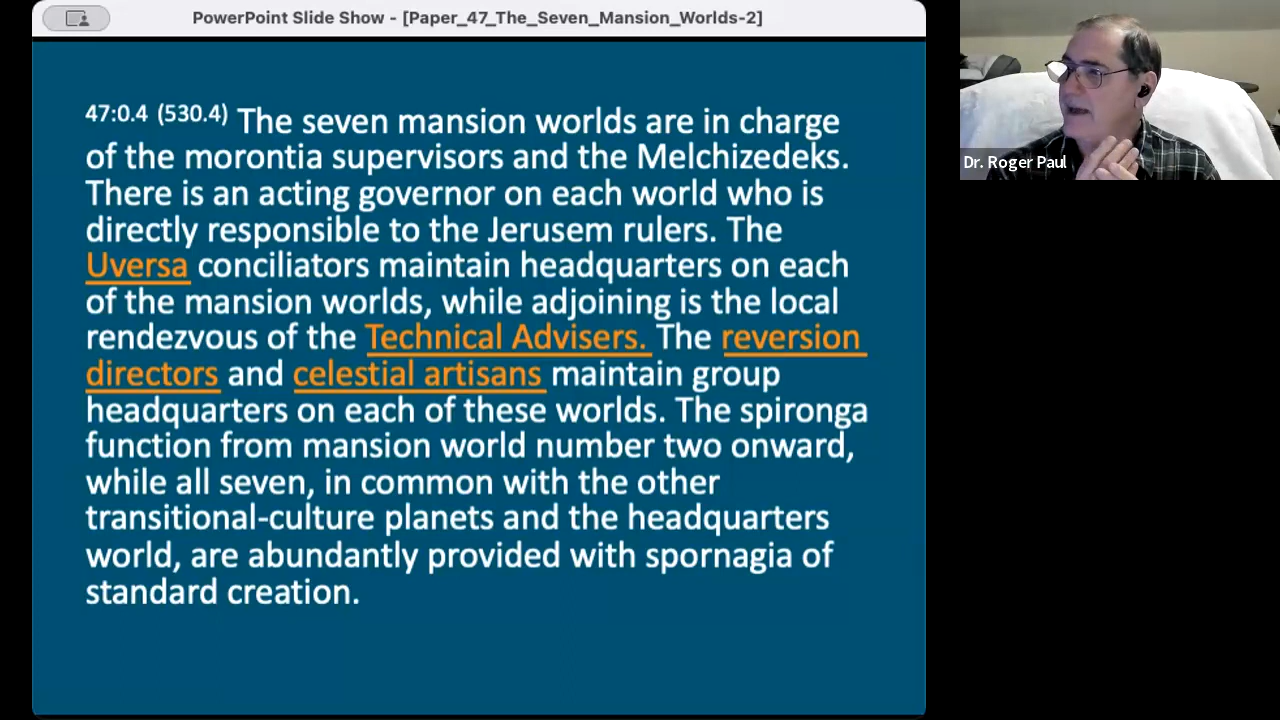 PowerPoint Slide Show - [Paper_47_The_Seven_Mansion_Worlds-2]
47:0.4 (530.4) The seven mansion worlds are in charge
of the morontia supervisors and the Melchizedeks.
There is an acting governor on each world who is
directly responsible to the Jerusem rulers. The
Uversa conciliators maintain headquarters on each
of the mansion worlds, while adjoining is the local
rendezvous of the Technical Advisers. The reversion
directors and celestial artisans maintain group
headquarters on each of these worlds. The spironga
function from mansion world number two onward,
while all seven, in common with the other
transitional-culture planets and the headquarters
world, are abundantly provided with spornagia of
standard creation.
Dr. Roger Paul